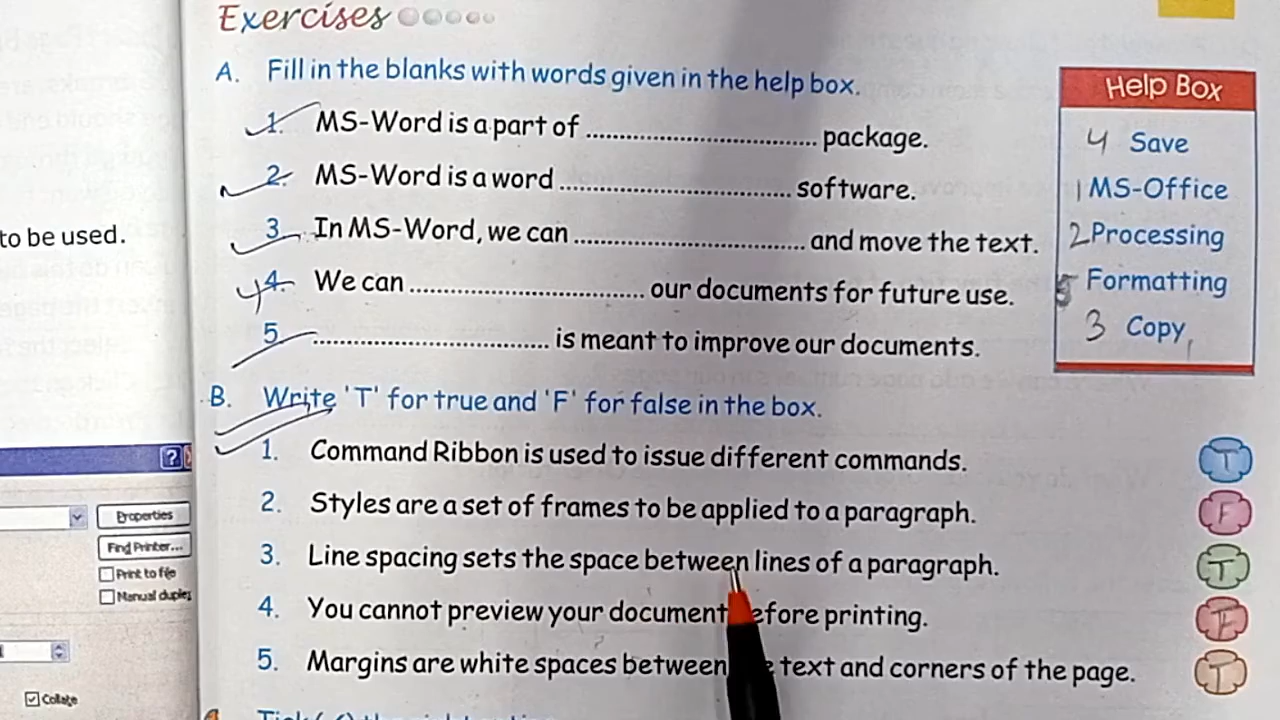 Exercises
A. Fill in the blanks with words given in the help box.
1. MS-Word is a part of ........................................ package.
2. MS-Word is a word ........................................ software.
3. In MS-Word, we can ........................................ and move the text.
4. We can ........................................ our documents for future use.
5. ........................................ is meant to improve our documents.
Help Box
4 Save
1 MS-Office
2 Processing
5 Formatting
3 Copy
to be used.
B. Write 'T' for true and 'F' for false in the box.
1. Command Ribbon is used to issue different commands. T
2. Styles are a set of frames to be applied to a paragraph. F
3. Line spacing sets the space between lines of a paragraph. T
4. You cannot preview your document before printing. F
5. Margins are white spaces between text and corners of the page. T
?
Properties
Find Printer...
Print to file
Manual duplex
Collate